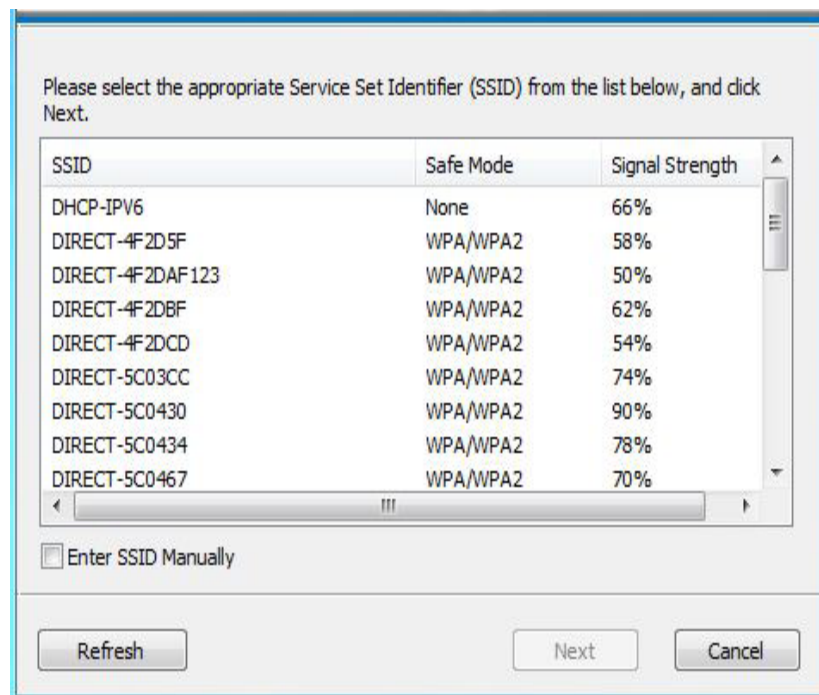 Please select the appropriate Service Set Identifier (SSID) from the list below, and click
Next.
SSID Safe Mode Signal Strength
DHCP-IPV6 None 66%
DIRECT-4F2D5F WPA/WPA2 58%
DIRECT-4F2DAF123 WPA/WPA2 50%
DIRECT-4F2DBF WPA/WPA2 62%
DIRECT-4F2DCD WPA/WPA2 54%
DIRECT-5C03CC WPA/WPA2 74%
DIRECT-5C0430 WPA/WPA2 90%
DIRECT-5C0434 WPA/WPA2 78%
DIRECT-5C0467 WPA/WPA2 70%
Enter SSID Manually
Refresh Next Cancel